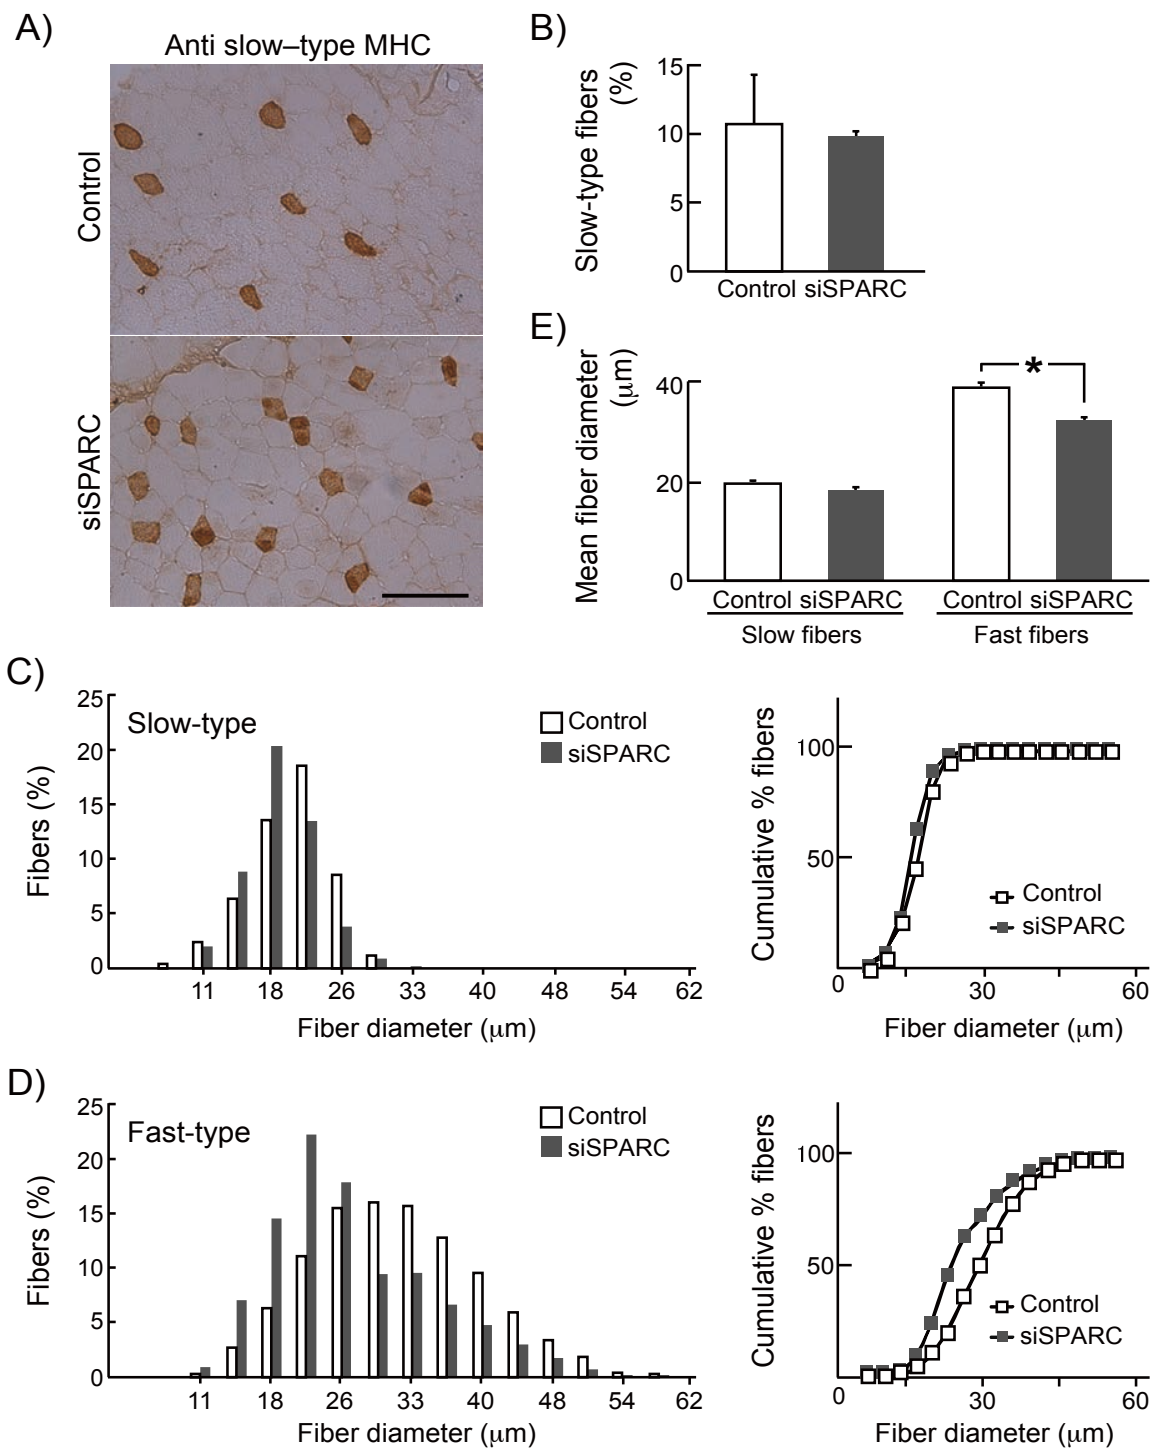 A)
Anti slow–type MHC
Control
siSPARC
B)
Slow-type fibers
(%)
15
10
5
0
Control siSPARC
E)
Mean fiber diameter
(μm)
40
20
0
*
Control siSPARC
Control siSPARC
Slow fibers
Fast fibers
C)
Slow-type
Control
siSPARC
Fibers (%)
25
20
15
10
5
0
11 18 26 33 40 48 54 62
Fiber diameter (μm)
Cumulative % fibers
100
50
Control
siSPARC
0 30 60
Fiber diameter (μm)
D)
Fast-type
Control
siSPARC
Fibers (%)
25
20
15
10
5
0
11 18 26 33 40 48 54 62
Fiber diameter (μm)
Cumulative % fibers
100
50
Control
siSPARC
0 30 60
Fiber diameter (μm)